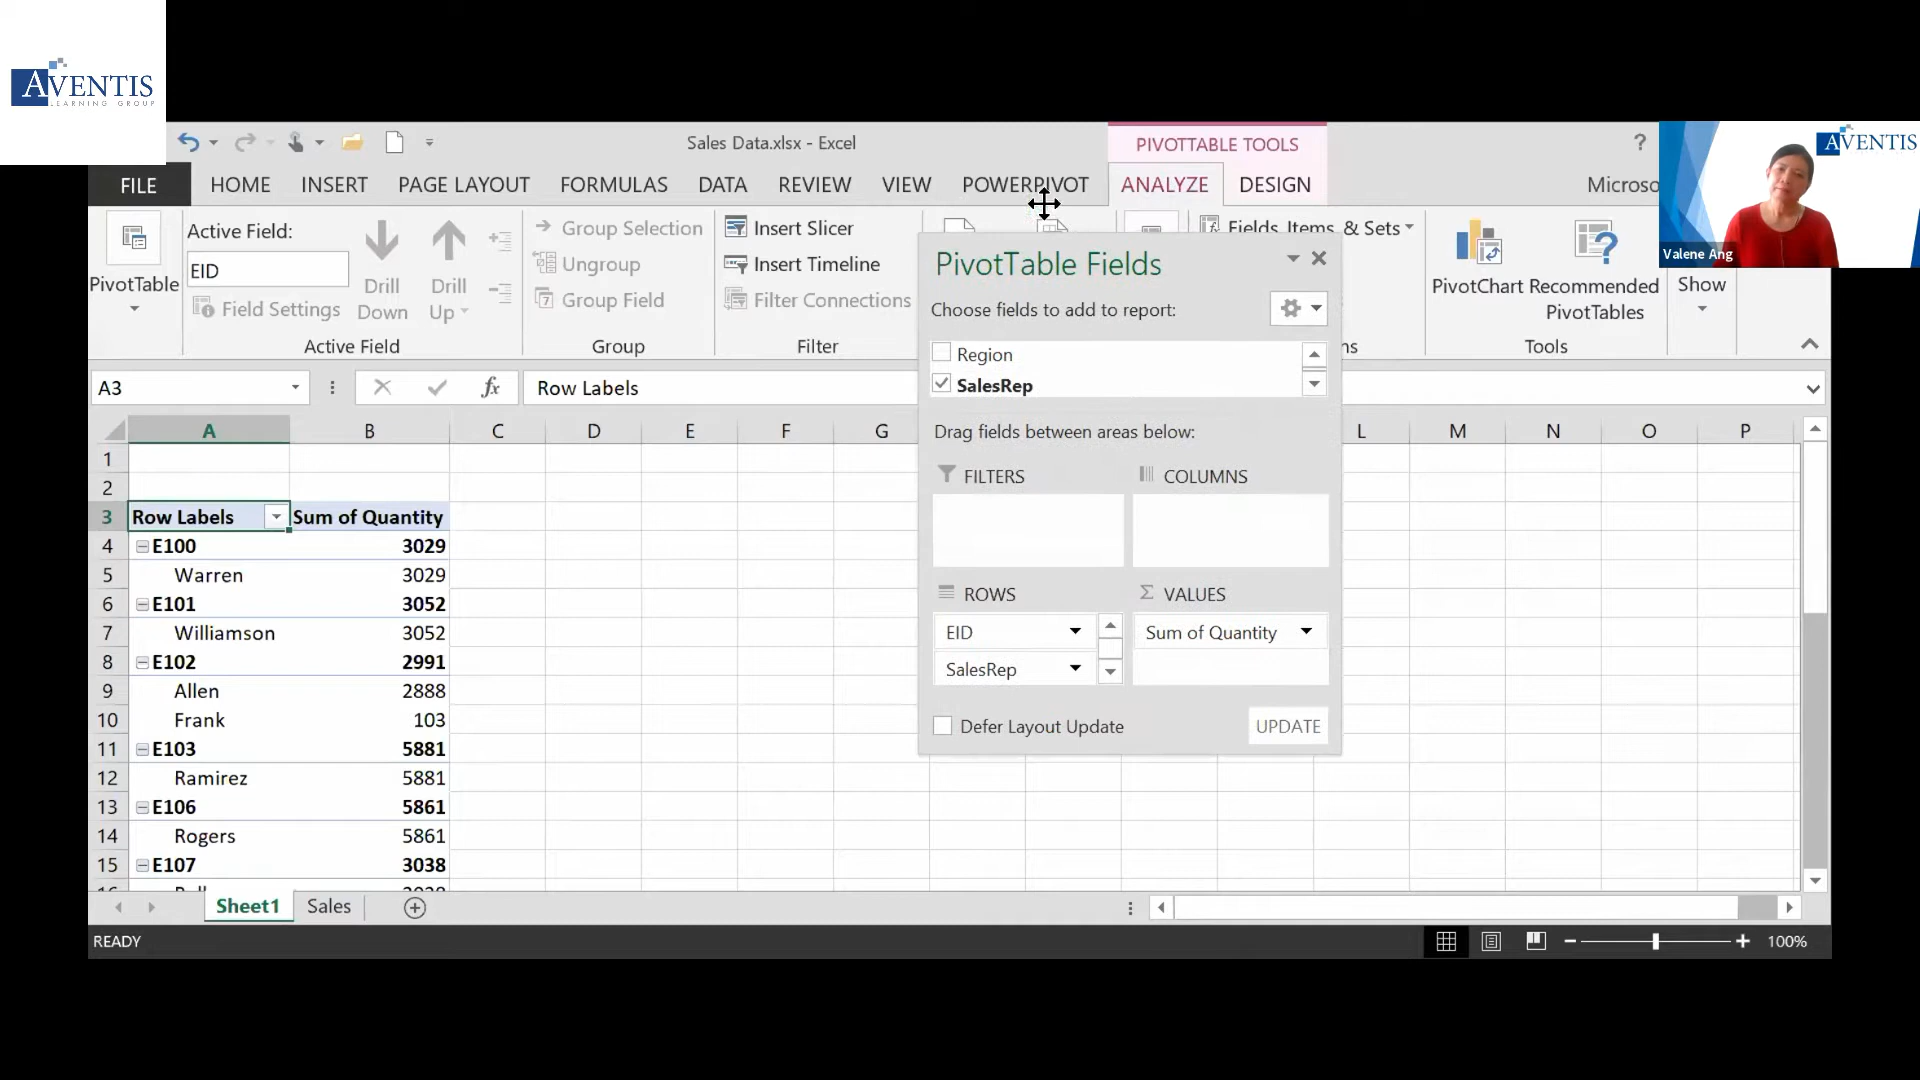 AVENTIS
LEARNING GROUP
Sales Data.xlsx - Excel
PIVOTTABLE TOOLS
?
AVENTIS
FILE
HOME
INSERT
PAGE LAYOUT
FORMULAS
DATA
REVIEW
VIEW
POWERPIVOT
ANALYZE
DESIGN
Microso
Valene Ang
PivotTable
Active Field:
EID
Field Settings
Drill
Down
Drill
Up
Active Field
Group Selection
Ungroup
7 Group Field
Group
Insert Slicer
Insert Timeline
Filter Connections
Filter
Fields, Items, & Sets
ns
PivotChart
Recommended
PivotTables
Tools
Show
A3
fx
Row Labels
PivotTable Fields
Choose fields to add to report:
Region
SalesRep
Drag fields between areas below:
FILTERS
COLUMNS
ROWS
Σ VALUES
EID
Sum of Quantity
SalesRep
Defer Layout Update
UPDATE
A B C D E F G L M N O P
1
2
3 Row Labels Sum of Quantity
4 E100 3029
5 Warren 3029
6 E101 3052
7 Williamson 3052
8 E102 2991
9 Allen 2888
10 Frank 103
11 E103 5881
12 Ramirez 5881
13 E106 5861
14 Rogers 5861
15 E107 3038
Sheet1
Sales
READY
100%